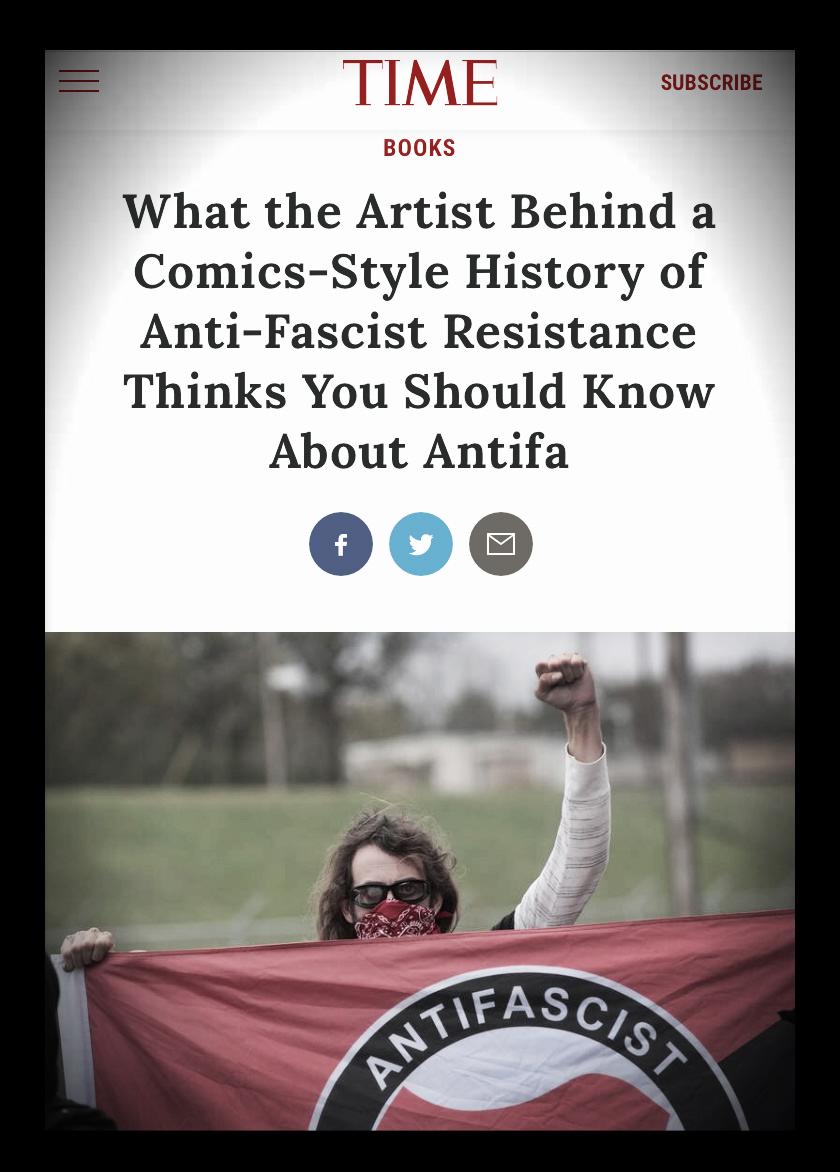 TIME
SUBSCRIBE
BOOKS
What the Artist Behind a
Comics-Style History of
Anti-Fascist Resistance
Thinks You Should Know
About Antifa
ANTIFASCIST